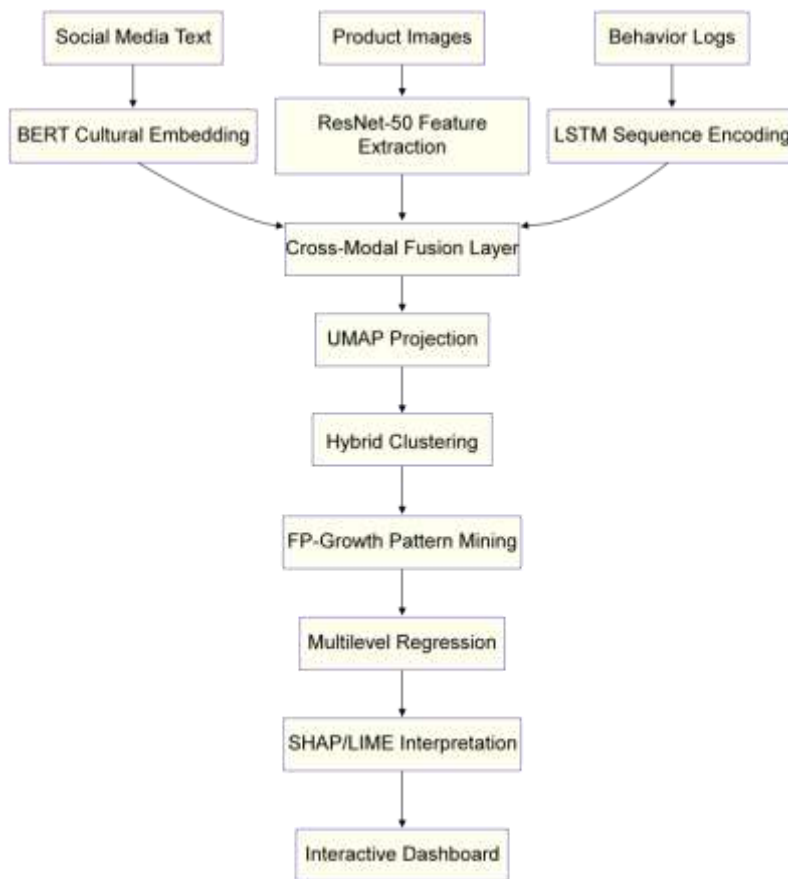 Social Media Text
Product Images
Behavior Logs
BERT Cultural Embedding
ResNet-50 Feature
Extraction
LSTM Sequence Encoding
Cross-Modal Fusion Layer
UMAP Projection
Hybrid Clustering
FP-Growth Pattern Mining
Multilevel Regression
SHAP/LIME Interpretation
Interactive Dashboard